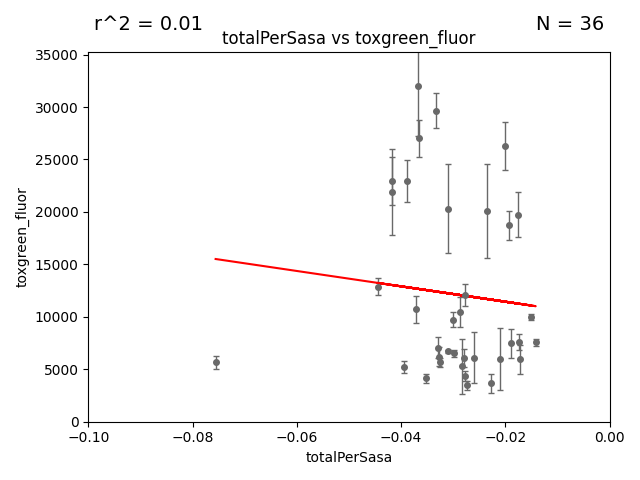 r^2 = 0.01
N = 36
totalPerSasa vs toxgreen_fluor
35000
30000
25000
20000
15000
10000
5000
0
toxgreen_fluor
−0.10
−0.08
−0.06
−0.04
−0.02
0.00
totalPerSasa